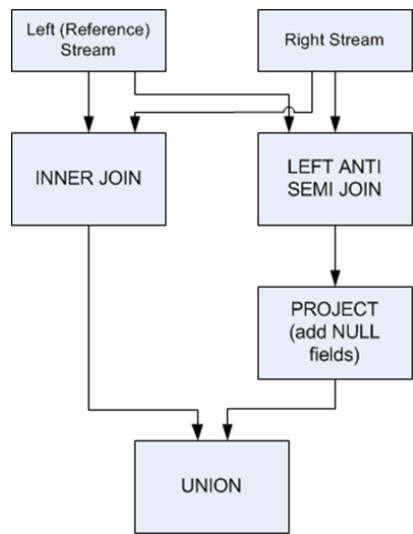 Left (Reference)
Stream
Right Stream
INNER JOIN
LEFT ANTI
SEMI JOIN
PROJECT
(add NULL
fields)
UNION